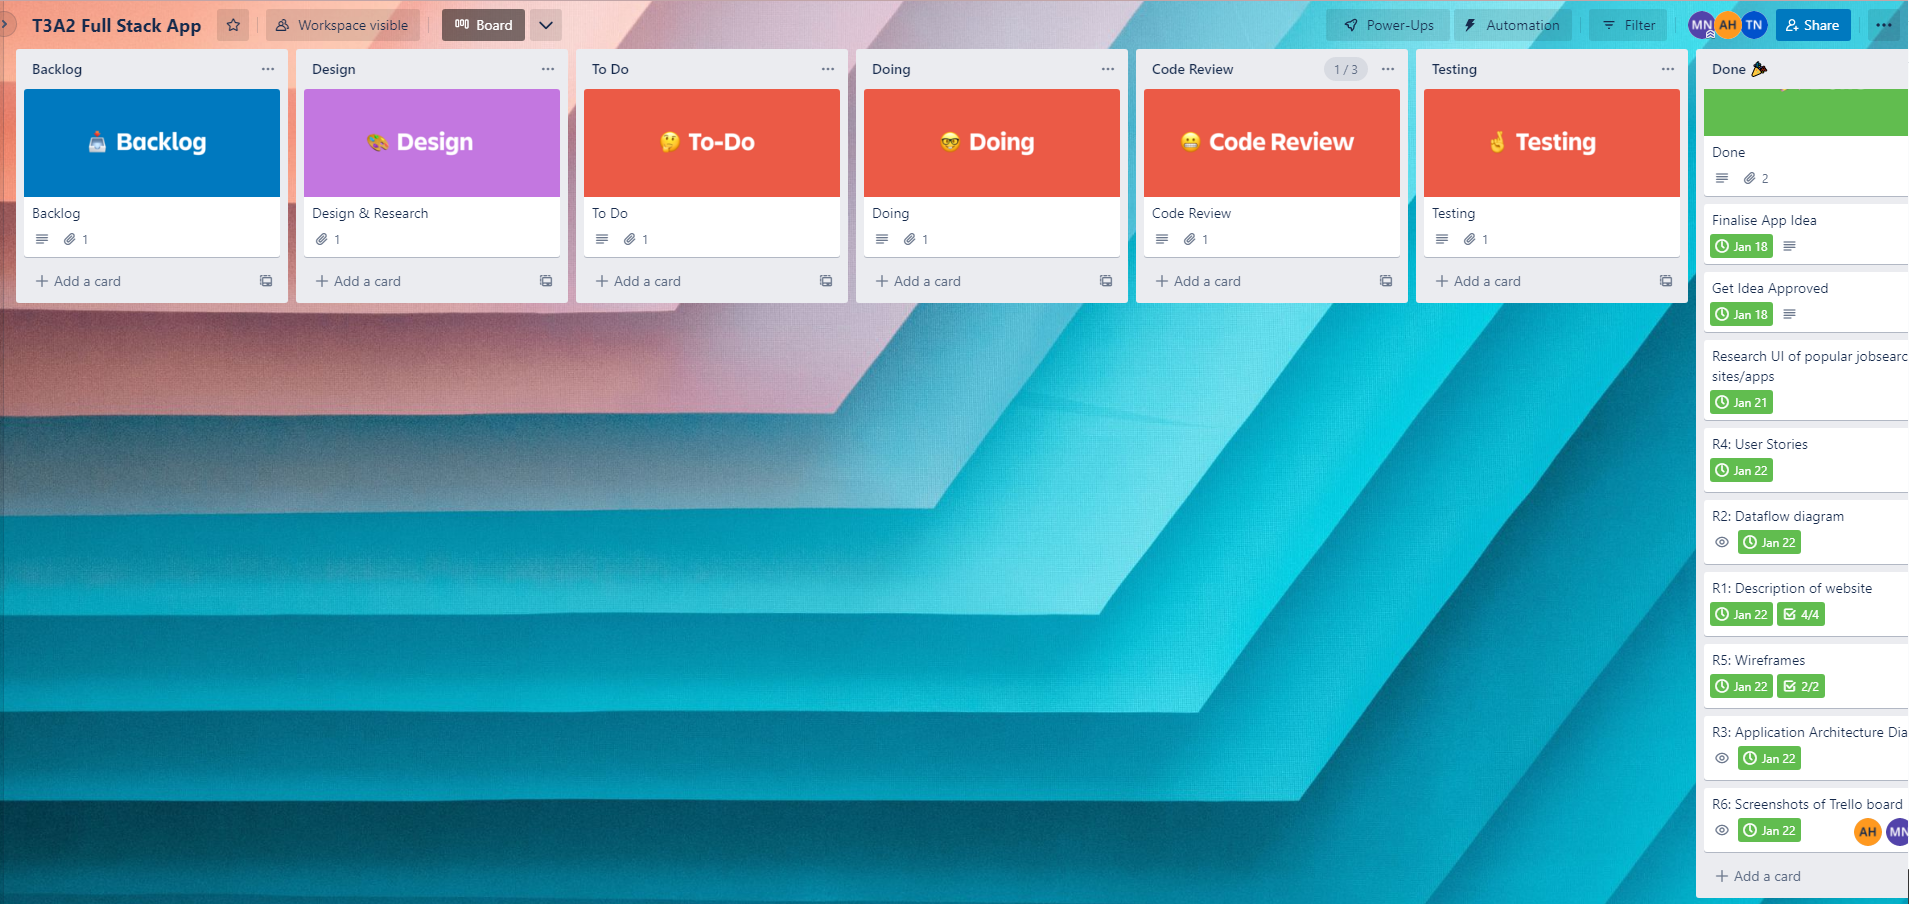 T3A2 Full Stack App
Workspace visible
Board
Power-Ups
Automation
Filter
MN
AH
TN
Share
Backlog
Backlog
Backlog
1
+ Add a card
Design
Design
Design & Research
1
+ Add a card
To Do
To-Do
To Do
1
+ Add a card
Doing
Doing
Doing
1
+ Add a card
Code Review
1 / 3
Code Review
Code Review
1
+ Add a card
Testing
Testing
Testing
1
+ Add a card
Done
Done
2
Finalise App Idea
Jan 18
Get Idea Approved
Jan 18
Research UI of popular jobsearc
sites/apps
Jan 21
R4: User Stories
Jan 22
R2: Dataflow diagram
Jan 22
R1: Description of website
Jan 22 4/4
R5: Wireframes
Jan 22 2/2
R3: Application Architecture Dia
Jan 22
R6: Screenshots of Trello board
Jan 22
AH MN
+ Add a card